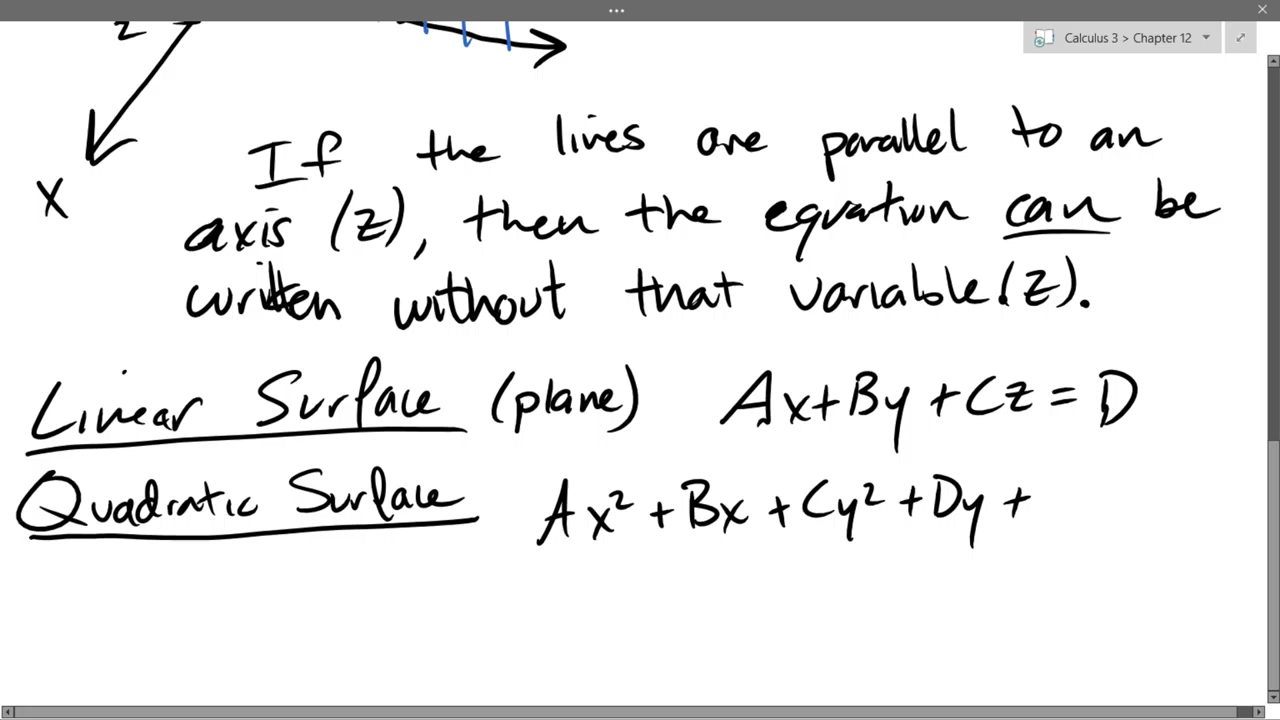 ...
Calculus 3 > Chapter 12
z
x
If the lines are parallel to an
axis (z), then the equation can be
written without that variable (z).
Linear Surface (plane) Ax+By+Cz = D
Quadratic Surface Ax² + Bx + Cy² + Dy +